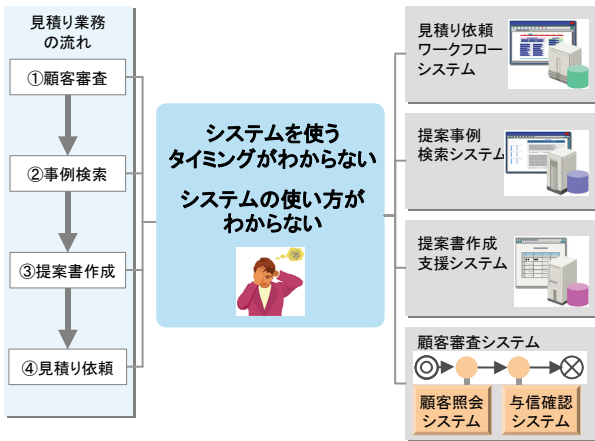 見積り業務
の流れ
①顧客審査
②事例検索
③提案書作成
④見積り依頼
システムを使う
タイミングがわからない
システムの使い方が
わからない
見積り依頼
ワークフロー
システム
提案事例
検索システム
提案書作成
支援システム
顧客審査システム
顧客照会
システム
与信確認
システム